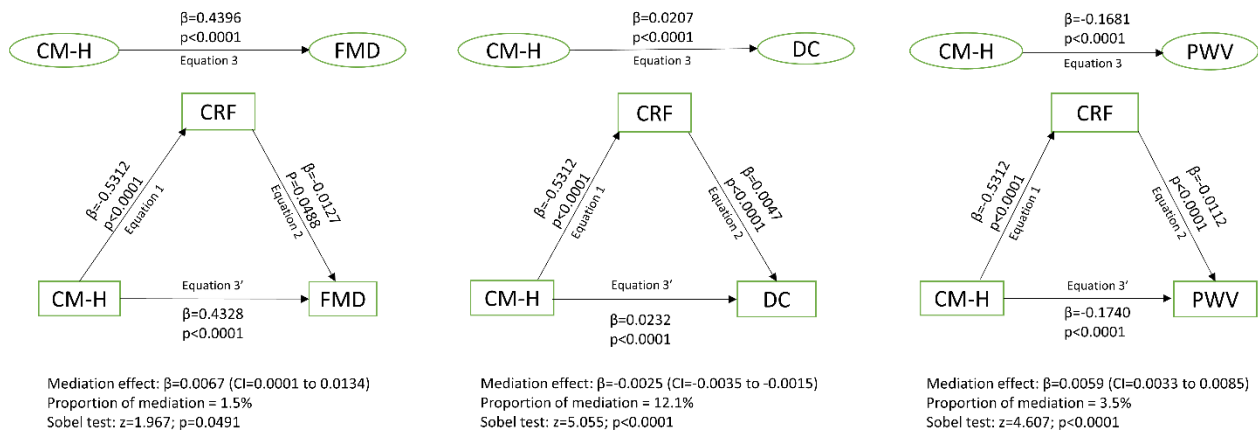 β=0.4396
p<0.0001
CM-H
FMD
Equation 3
CRF
β=-0.5312
p<0.0001
Equation 1
β=-0.0127
P=0.0488
Equation 2
CM-H
Equation 3’
FMD
β=0.4328
p<0.0001
Mediation effect: β=0.0067 (CI=0.0001 to 0.0134)
Proportion of mediation = 1.5%
Sobel test: z=1.967; p=0.0491
β=0.0207
p<0.0001
CM-H
DC
Equation 3
CRF
β=-0.5312
p<0.0001
Equation 1
β=0.0047
p<0.0001
Equation 2
CM-H
Equation 3’
DC
β=0.0232
p<0.0001
Mediation effect: β=-0.0025 (CI=-0.0035 to -0.0015)
Proportion of mediation = 12.1%
Sobel test: z=5.055; p<0.0001
β=-0.1681
p<0.0001
CM-H
PWV
Equation 3
CRF
β=-0.5312
p<0.0001
Equation 1
β=-0.0112
p<0.0001
Equation 2
CM-H
Equation 3’
PWV
β=-0.1740
p<0.0001
Mediation effect: β=0.0059 (CI=0.0033 to 0.0085)
Proportion of mediation = 3.5%
Sobel test: z=4.607; p<0.0001